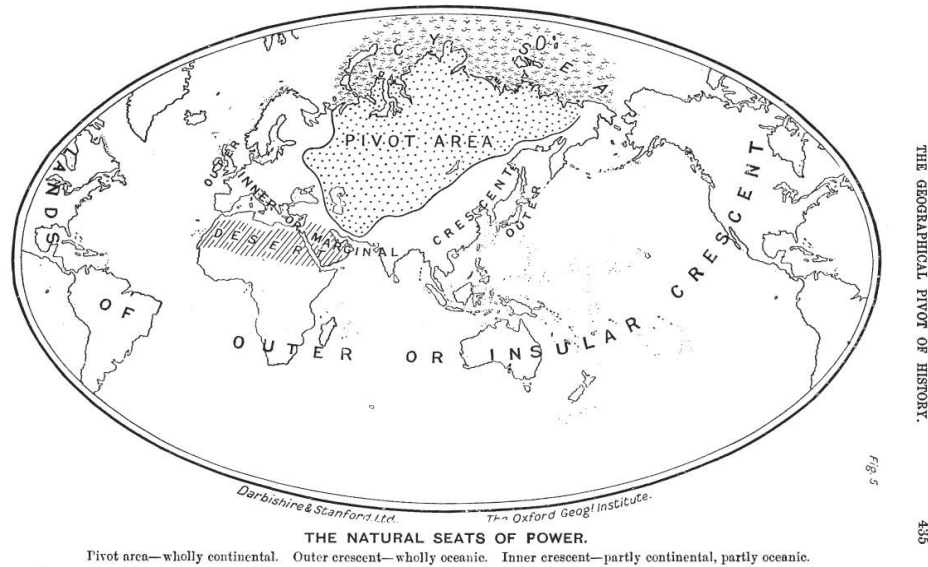 ICY SEA
PIVOT AREA
LANDS
OF
OUTER
INNER OR MARGINAL
CRESCENT
OUTER
DESERT
OUTER OR INSULAR CRESCENT
Darbishire & Stanford, Ltd.
The Oxford Geog! Institute.
Fig. 5
THE NATURAL SEATS OF POWER.
Pivot area—wholly continental. Outer crescent—wholly oceanic. Inner crescent—partly continental, partly oceanic.
THE GEOGRAPHICAL PIVOT OF HISTORY.
435